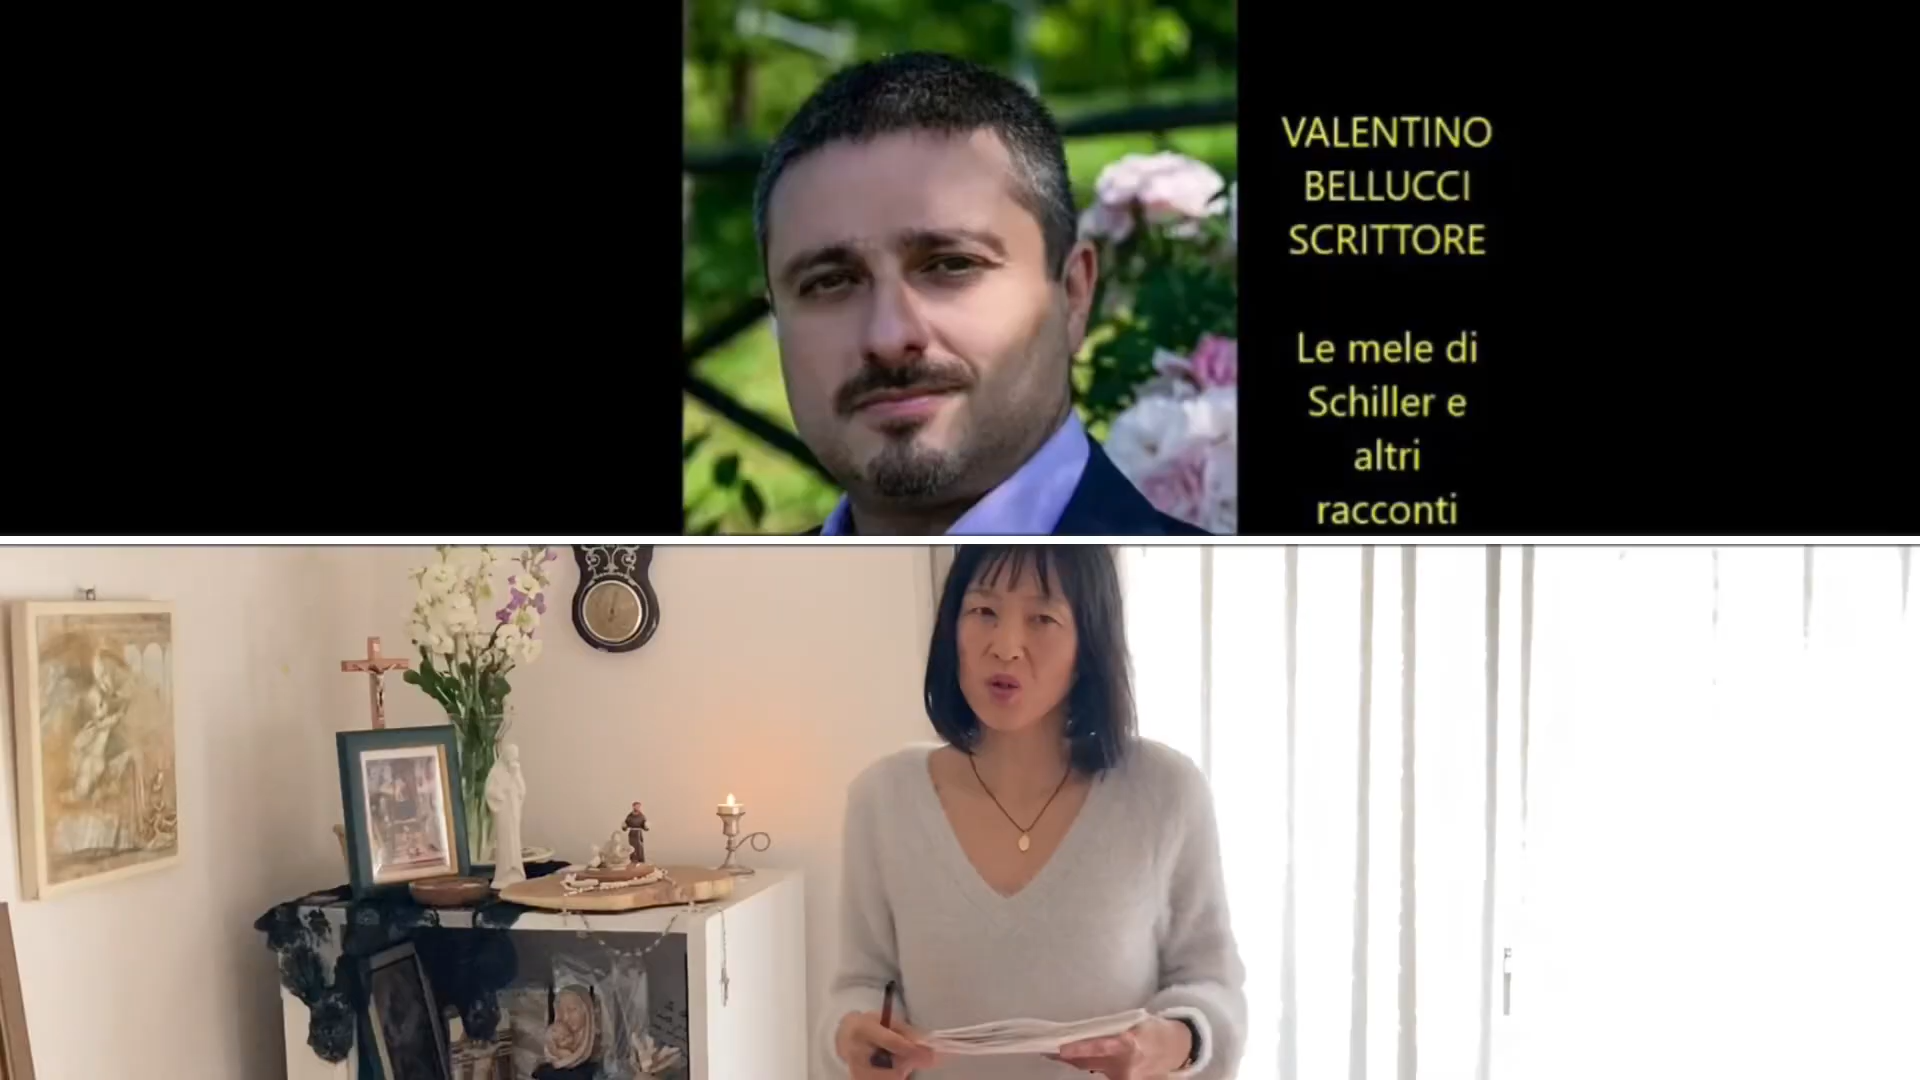 VALENTINO
BELLUCCI
SCRITTORE
Le mele di
Schiller e
altri
racconti